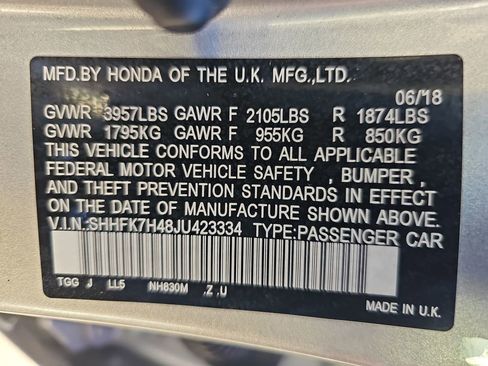 MFD.BY HONDA OF THE U.K. MFG.,LTD.
06/18
GVWR 3957LBS GAWR F 2105LBS R 1874LBS
GVWR 1795KG F 955KG R 850KG
THIS VEHICLE CONFORMS TO ALL APPLICABLE
FEDERAL MOTOR VEHICLE SAFETY , BUMPER ,
AND THEFT PREVENTION STANDARDS IN EFFECT
ON THE DATE OF MANUFACTURE SHOWN ABOVE.
V.I.N.:SHHFK7H48JU423334 TYPE:PASSENGER CAR
TGG J LL5 NH830M .Z .U
MADE IN U.K.